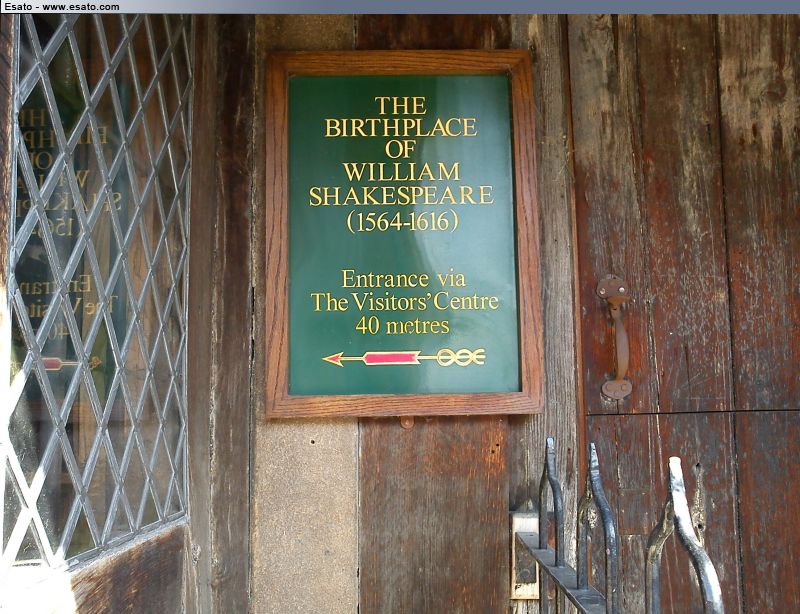 Esato - www.esato.com
THE
BIRTHPLACE
OF
WILLIAM
SHAKESPEARE
(1564-1616)
Entrance via
The Visitors' Centre
40 metres